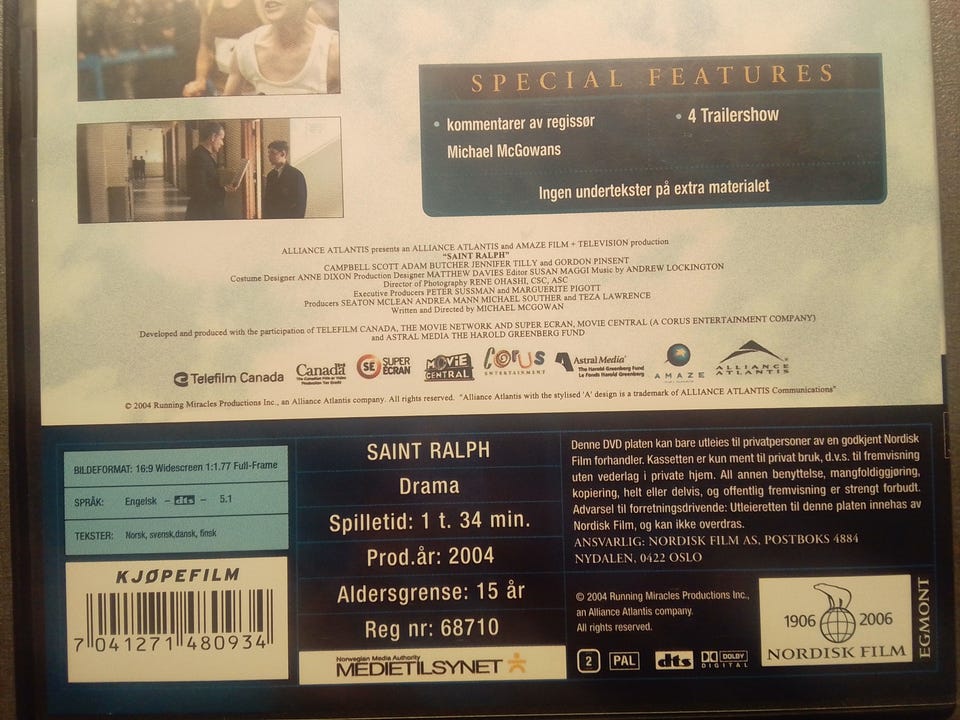 SPECIAL FEATURES
• kommentarer av regissør
Michael McGowans
• 4 Trailershow
Ingen undertekster på extra materialet
ALLIANCE ATLANTIS presents an ALLIANCE ATLANTIS and AMAZE FILM + TELEVISION production
"SAINT RALPH"
CAMPBELL SCOTT ADAM BUTCHER JENNIFER TILLY and GORDON PINSENT
Costume Designer ANNE DIXON Production Designer MATTHEW DAVIES Editor SUSAN MAGGI Music by ANDREW LOCKINGTON
Director of Photography RENE OHASHI, CSC, ASC
Executive Producers PETER SUSSMAN and MARGUERITE PIGOTT
Producers SEATON MCLEAN ANDREA MANN MICHAEL SOUTHER and TEZA LAWRENCE
Written and Directed by MICHAEL MCGOWAN
Developed and produced with the participation of TELEFILM CANADA, THE MOVIE NETWORK AND SUPER ECRAN, MOVIE CENTRAL (A CORUS ENTERTAINMENT COMPANY)
and ASTRAL MEDIA THE HAROLD GREENBERG FUND
Telefilm Canada
Canada
SE SUPER ÉCRAN
MOVIE CENTRAL
corus ENTERTAINMENT
Astral Media
The Harold Greenberg Fund
Le Fonds Harold Greenberg
AMAZE
ALLIANCE ATLANTIS
© 2004 Running Miracles Productions Inc., an Alliance Atlantis company. All rights reserved. "Alliance Atlantis with the stylised 'A' design is a trademark of ALLIANCE ATLANTIS Communications"
BILDEFORMAT: 16:9 Widescreen 1:1.77 Full-Frame
SPRÅK: Engelsk – dts – 5.1
TEKSTER: Norsk, svensk,dansk, finsk
KJØPEFILM
7 041271 480934
SAINT RALPH
Drama
Spilletid: 1 t. 34 min.
Prod.år: 2004
Aldersgrense: 15 år
Reg nr: 68710
Norwegian Media Authority
MEDIETILSYNET
Denne DVD platen kan bare utleies til privatpersoner av en godkjent Nordisk
Film forhandler. Kassetten er kun ment til privat bruk, d.v.s. til fremvisning
uten vederlag i private hjem. All annen benyttelse, mangfoldiggjøring,
kopiering, helt eller delvis, og offentlig fremvisning er strengt forbudt.
Advarsel til forretningsdrivende: Utleieretten til denne platen innehas av
Nordisk Film, og kan ikke overdras.
ANSVARLIG: NORDISK FILM AS, POSTBOKS 4884
NYDALEN, 0422 OSLO
© 2004 Running Miracles Productions Inc.,
an Alliance Atlantis company.
All rights reserved.
2 PAL dts DOLBY DIGITAL
1906 2006
NORDISK FILM
EGMONT